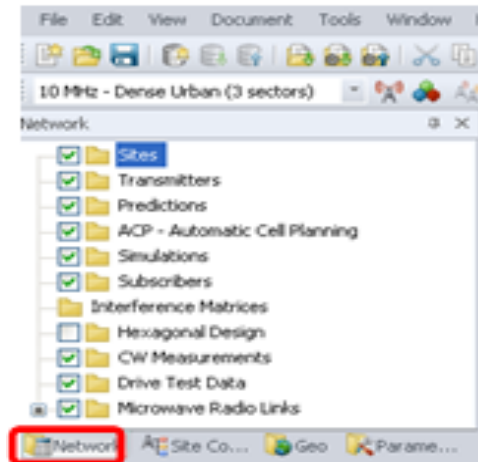 File Edit View Document Tools Window
10 MHz - Dense Urban (3 sectors)
Network
Sites
Transmitters
Predictions
ACP - Automatic Cell Planning
Simulations
Subscribers
Interference Matrices
Hexagonal Design
CW Measurements
Drive Test Data
Microwave Radio Links
Network Site Co... Geo Parame...